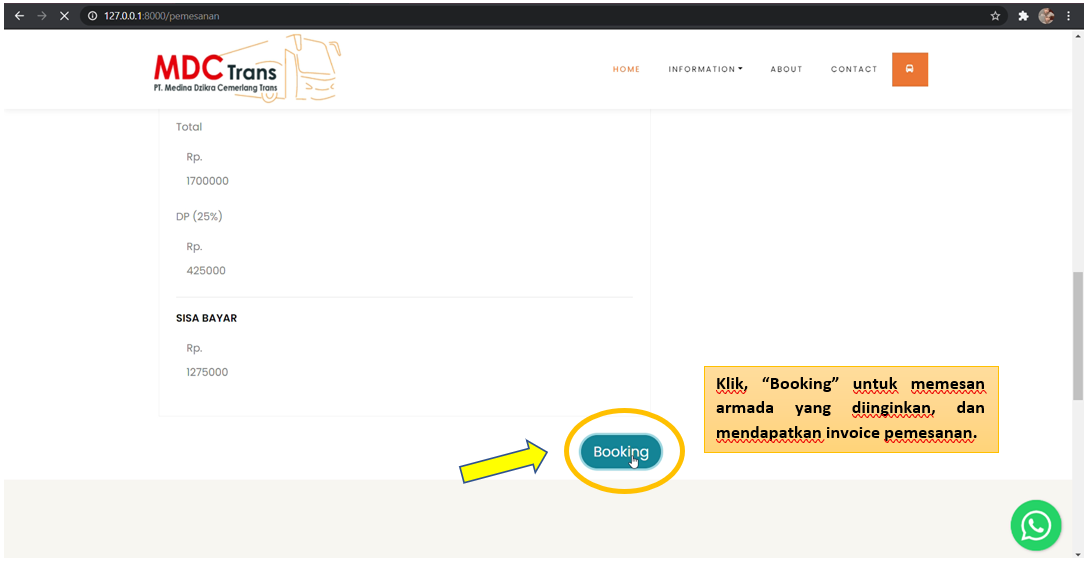 127.0.0.1:8000/pemesanan
MDC Trans
PT. Medina Dzikra Cemerlang Trans
HOME INFORMATION ABOUT CONTACT
Total
Rp.
1700000
DP (25%)
Rp.
425000
SISA BAYAR
Rp.
1275000
Klik, “Booking” untuk memesan
armada yang diinginkan, dan
mendapatkan invoice pemesanan.
Booking